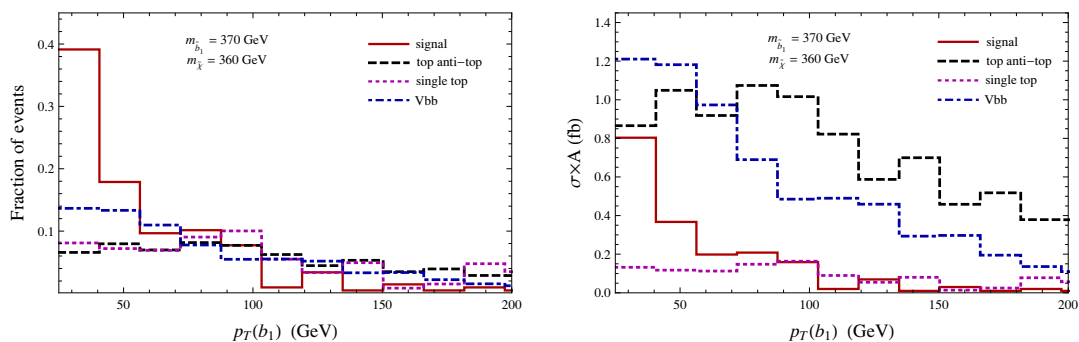 0.4
0.3
0.2
0.1
Fraction of events
m_{b̃_1} = 370 GeV
m_{χ̃} = 360 GeV
signal
top anti-top
single top
Vbb
50
100
150
200
p_T(b_1) (GeV)
1.4
1.2
1.0
0.8
0.6
0.4
0.2
0.0
σ×A (fb)
m_{b̃_1} = 370 GeV
m_{χ̃} = 360 GeV
signal
top anti-top
single top
Vbb
50
100
150
200
p_T(b_1) (GeV)